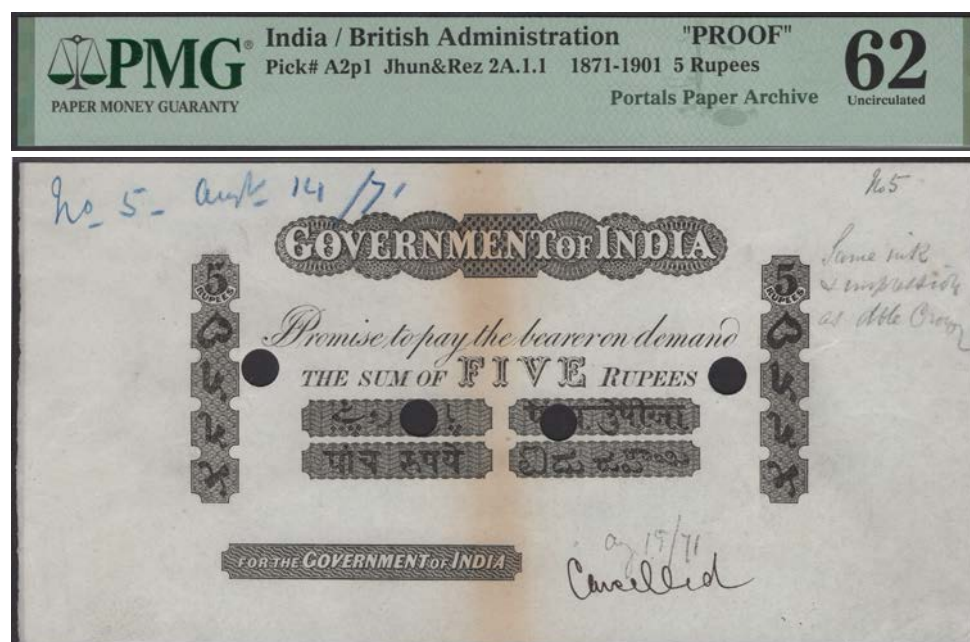 PMG®
PAPER MONEY GUARANTY
India / British Administration "PROOF"
Pick# A2p1 Jhun&Rez 2A.1.1 1871-1901 5 Rupees
Portals Paper Archive
62
Uncirculated
No 5 - Augt 14/71
No 5
Same ink
& impression
as dble Crown
GOVERNMENT OF INDIA
5
RUPEES
5
RUPEES
I Promise to pay the bearer on demand
THE SUM OF FIVE RUPEES
पांच रुपये
FOR THE GOVERNMENT OF INDIA
Aug 19/71
Cancelled